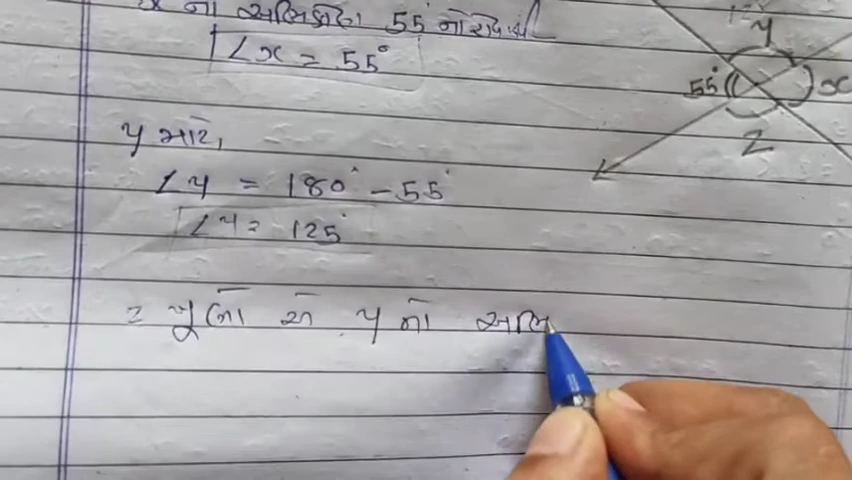 x નો અભિકોણ 55° નો
∠x = 55°
y માટે,
∠y = 180° - 55°
∠y = 125°
y નો અભિ
y
55°
x
z